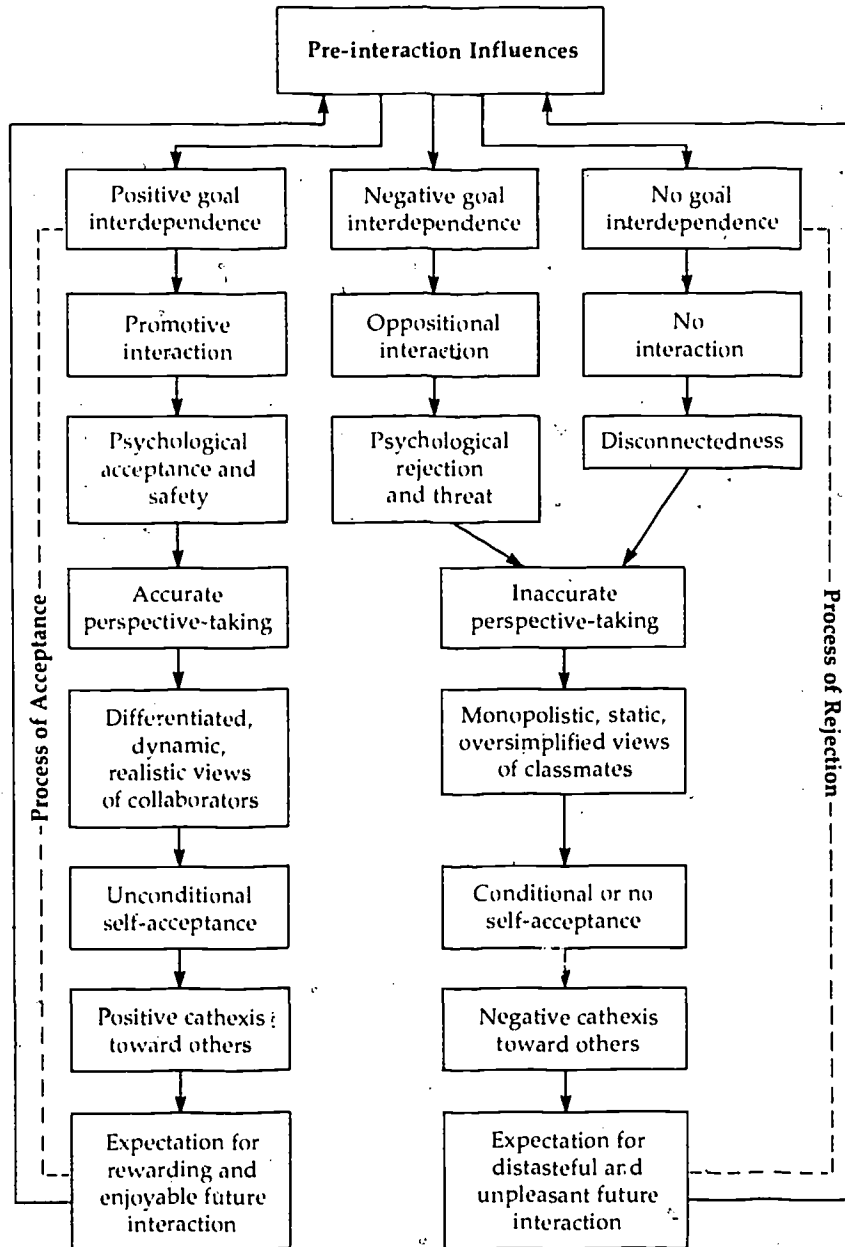 Pre-interaction Influences
Positive goal
interdependence
Negative goal
interdependence
No goal
interdependence
Promotive
interaction
Oppositional
interaction
No
interaction
Psychological
acceptance and
safety
Psychological
rejection
and threat
Disconnectedness
Accurate
perspective-taking
Inaccurate
perspective-taking
Process of Acceptance
Process of Rejection
Differentiated,
dynamic,
realistic views
of collaborators
Monopolistic, static,
oversimplified views
of classmates
Unconditional
self-acceptance
Conditional or no
self-acceptance
Positive cathexis
toward others
Negative cathexis
toward others
Expectation for
rewarding and
enjoyable future
interaction
Expectation for
distasteful and
unpleasant future
interaction